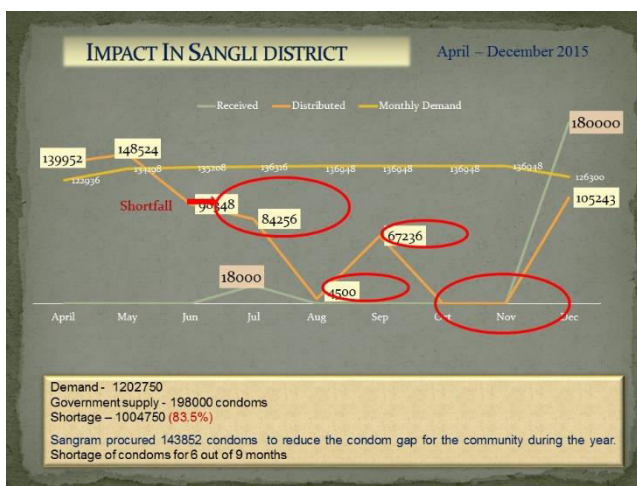 IMPACT IN SANGLI DISTRICT
April – December 2015
Received Distributed Monthly Demand
180000
148524
139952
122936 134198 135208 136316 136948 136948 136948 136948 126300
Shortfall
84256
67236
105243
18000
4500
April May Jun Jul Aug Sep Oct Nov Dec
Demand - 1202750
Government supply - 198000 condoms
Shortage – 1004750 (83.5%)
Sangram procured 143852 condoms to reduce the condom gap for the community during the year.
Shortage of condoms for 6 out of 9 months